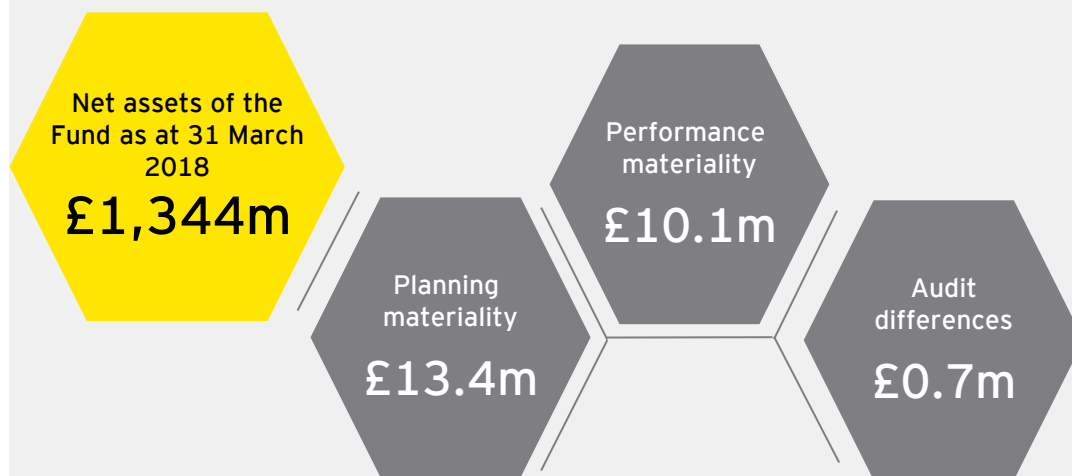 Net assets of the
Fund as at 31 March
2018
£1,344m
Planning
materiality
£13.4m
Performance
materiality
£10.1m
Audit
differences
£0.7m